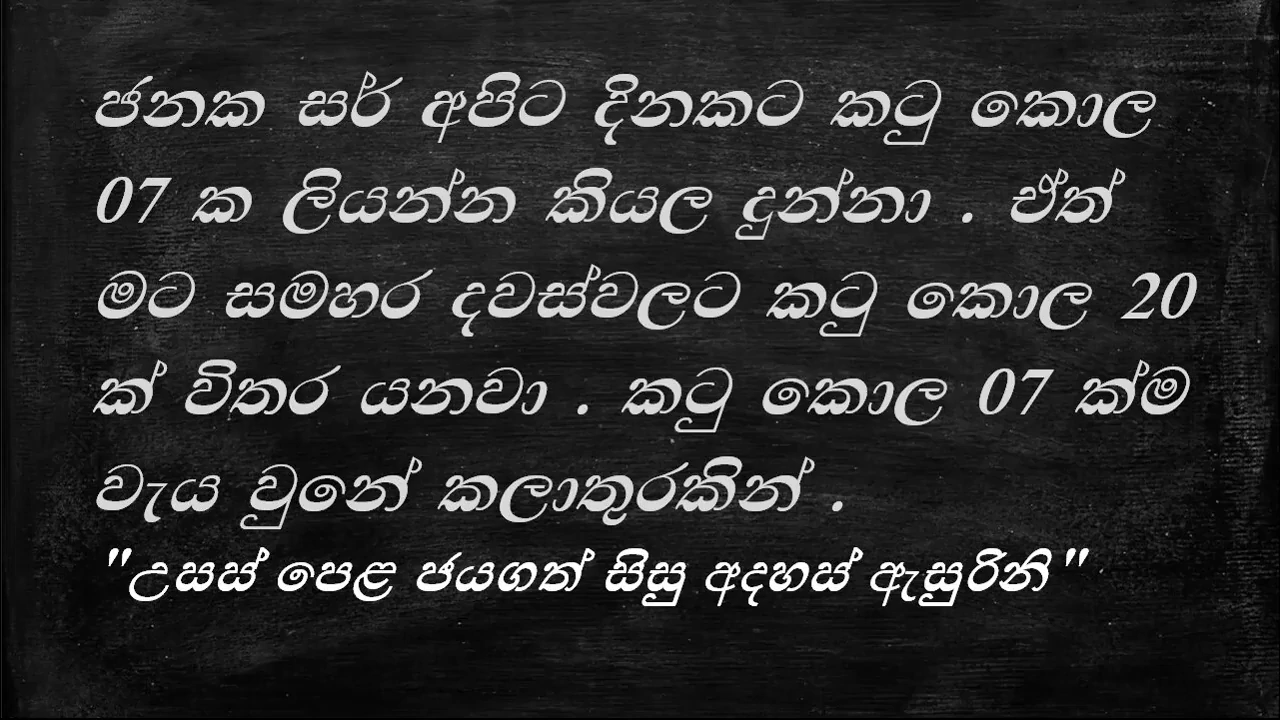 ජනක සර් අපිට දිනකට කටු කොල
07 ක ලියන්න කියල දුන්නා . ඒත්
මට සමහර දවස්වලට කටු කොල 20
ක් විතර යනවා . කටු කොල 07 ක්ම
වැය වුනේ කලාතුරකින් .
"උසස් පෙළ ජයගත් සිසු අදහස් ඇසුරිනි"